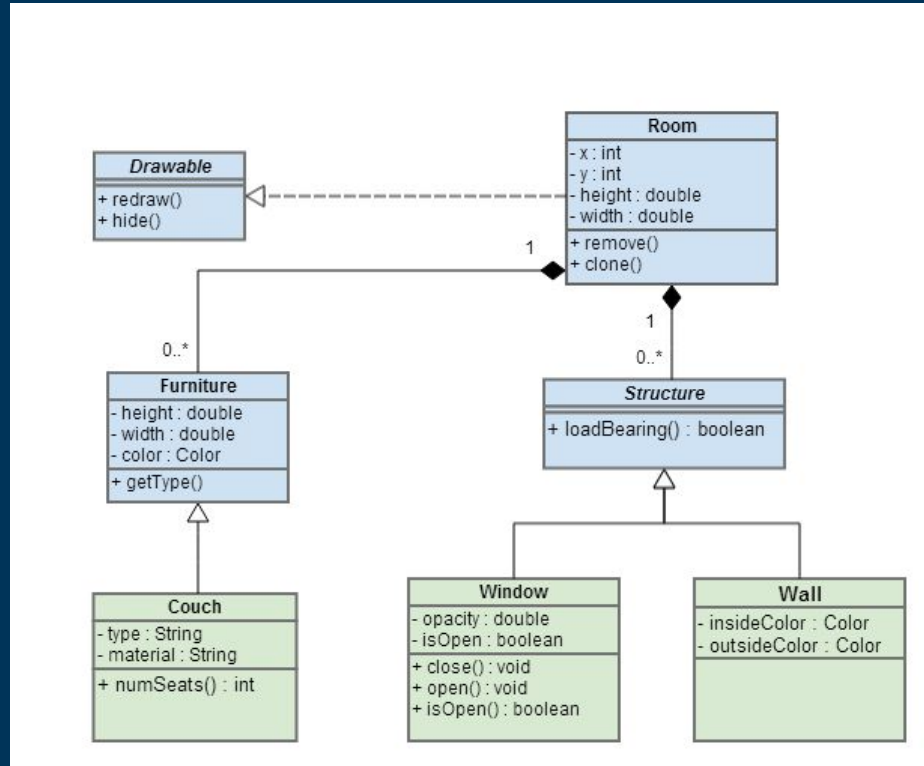 Drawable
+ redraw()
+ hide()
Room
- x : int
- y : int
- height : double
- width : double
+ remove()
+ clone()
1
0..*
1
0..*
Furniture
- height : double
- width : double
- color : Color
+ getType()
Structure
+ loadBearing() : boolean
Couch
- type : String
- material : String
+ numSeats() : int
Window
- opacity : double
- isOpen : boolean
+ close() : void
+ open() : void
+ isOpen() : boolean
Wall
- insideColor : Color
- outsideColor : Color